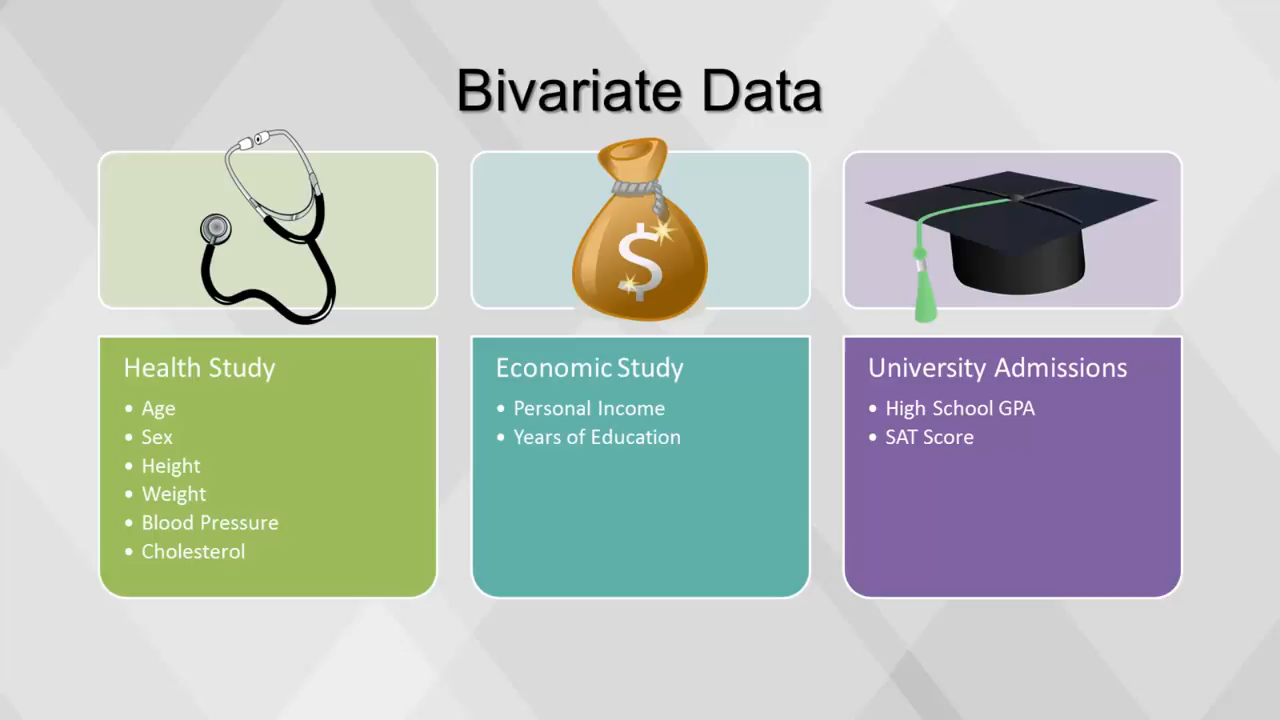 Bivariate Data
$
Health Study
• Age
• Sex
• Height
• Weight
• Blood Pressure
• Cholesterol
Economic Study
• Personal Income
• Years of Education
University Admissions
• High School GPA
• SAT Score